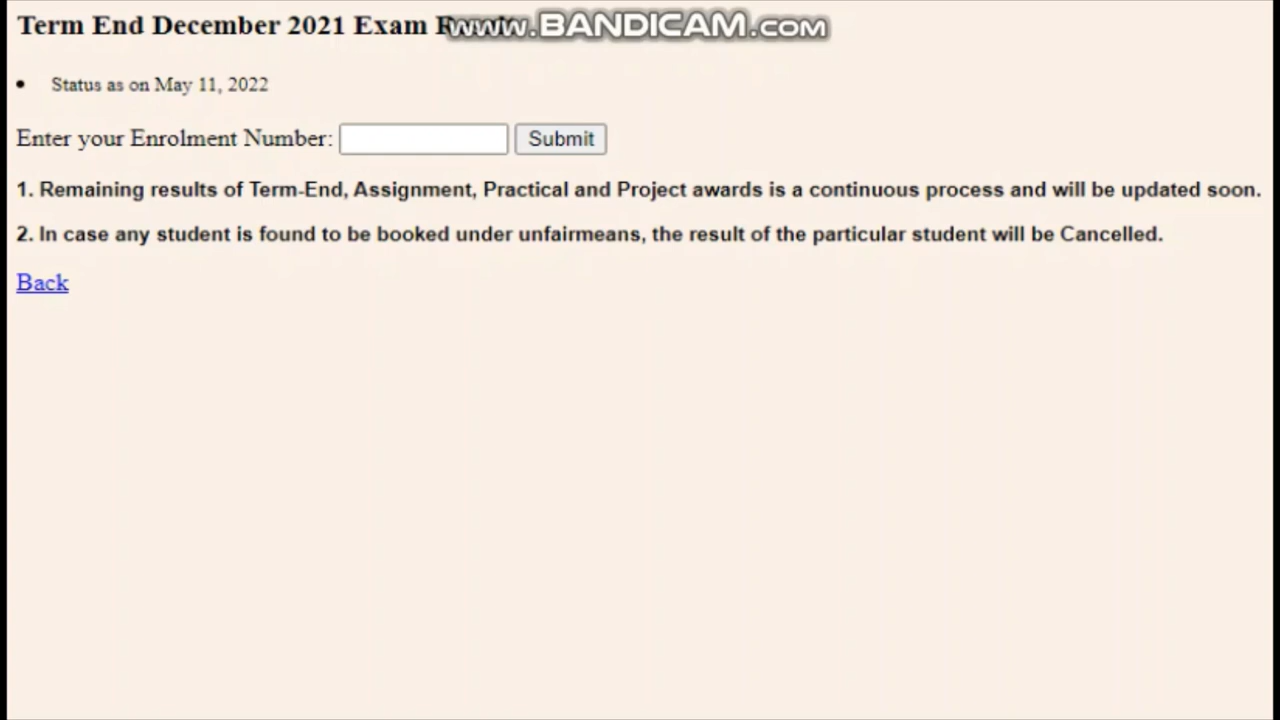 Term End December 2021 Exam
www.BANDICAM.com
• Status as on May 11, 2022
Enter your Enrolment Number: Submit
1. Remaining results of Term-End, Assignment, Practical and Project awards is a continuous process and will be updated soon.
2. In case any student is found to be booked under unfairmeans, the result of the particular student will be Cancelled.
Back